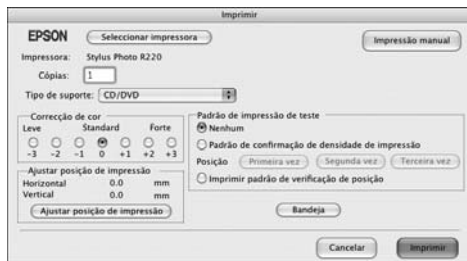 Imprimir
EPSON Seleccionar impressora Impressão manual
Impressora: Stylus Photo R220
Cópias: 1
Tipo de suporte: CD/DVD
Correcção de cor
Leve Standard Forte
-3 -2 -1 0 +1 +2 +3
Ajustar posição de impressão
Horizontal 0.0 mm
Vertical 0.0 mm
Ajustar posição de impressão
Padrão de impressão de teste
Nenhum
Padrão de confirmação de densidade de impressão
Posição Primeira vez Segunda vez Terceira vez
Imprimir padrão de verificação de posição
Bandeja
Cancelar Imprimir